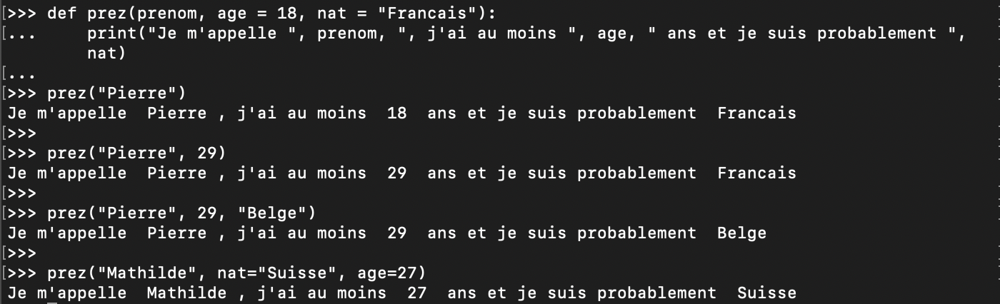 [>>> def prez(prenom, age = 18, nat = "Francais"):
[...     print("Je m'appelle ", prenom, ", j'ai au moins ", age, " ans et je suis probablement ",
        nat)
[...
[>>> prez("Pierre")
Je m'appelle  Pierre , j'ai au moins  18  ans et je suis probablement  Francais
[>>>
[>>> prez("Pierre", 29)
Je m'appelle  Pierre , j'ai au moins  29  ans et je suis probablement  Francais
[>>>
[>>> prez("Pierre", 29, "Belge")
Je m'appelle  Pierre , j'ai au moins  29  ans et je suis probablement  Belge
[>>>
[>>> prez("Mathilde", nat="Suisse", age=27)
Je m'appelle  Mathilde , j'ai au moins  27  ans et je suis probablement  Suisse